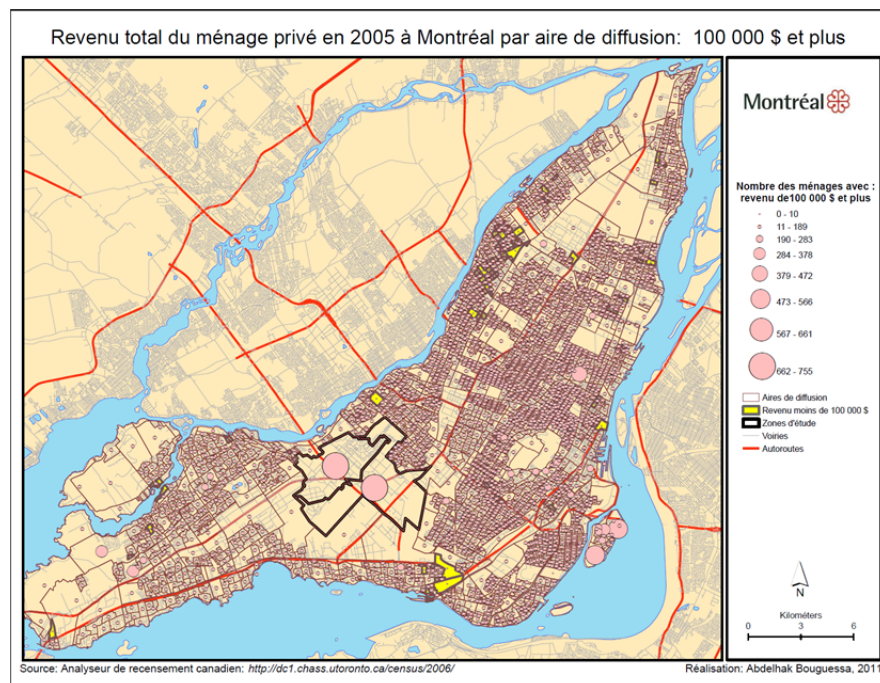 Revenu total du ménage privé en 2005 à Montréal par aire de diffusion: 100 000 $ et plus
Montréal
Nombre des ménages avec :
revenu de100 000 $ et plus
0 - 10
11 - 189
190 - 283
284 - 378
379 - 472
473 - 566
567 - 661
662 - 755
Aires de diffusion
Revenu moins de 100 000 $
Zones d'étude
Voiries
Autoroutes
N
Kilométers
0 3 6
Source: Analyseur de recensement canadien: http://dc1.chass.utoronto.ca/census/2006/
Réalisation: Abdelhak Bouguessa, 2011